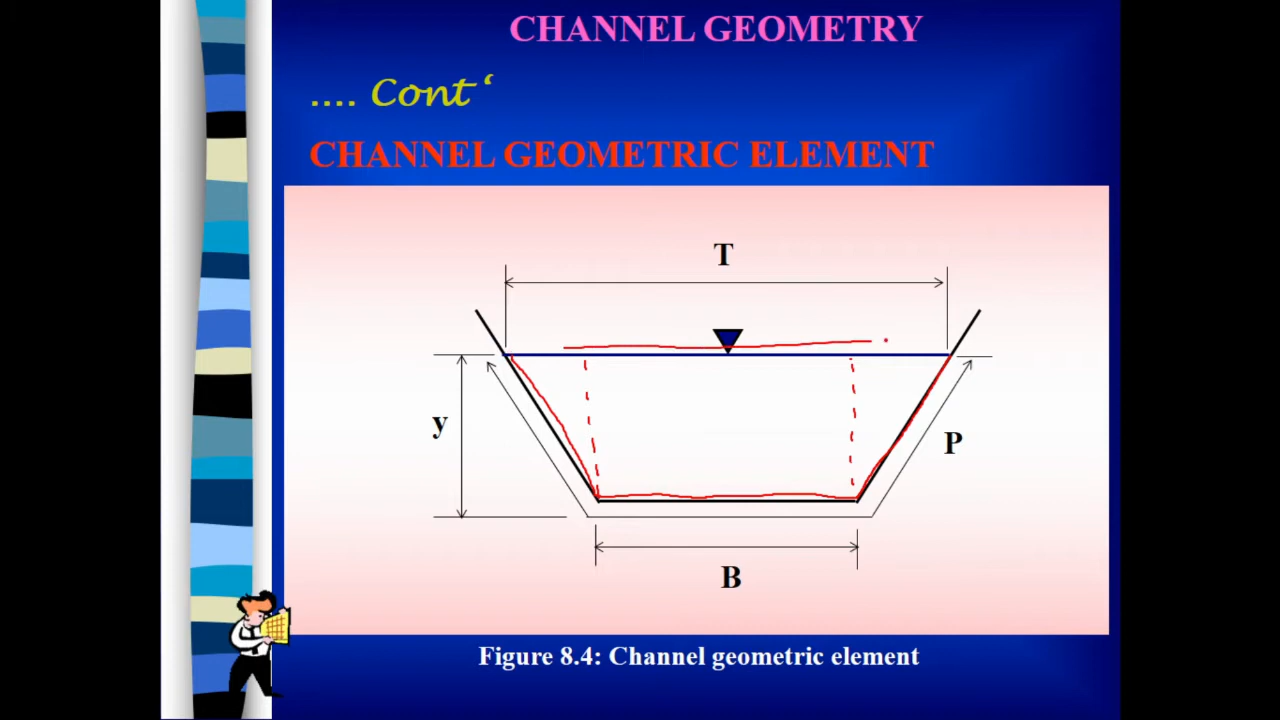 CHANNEL GEOMETRY
.... Cont‘
CHANNEL GEOMETRIC ELEMENT
T
y
P
B
Figure 8.4: Channel geometric element